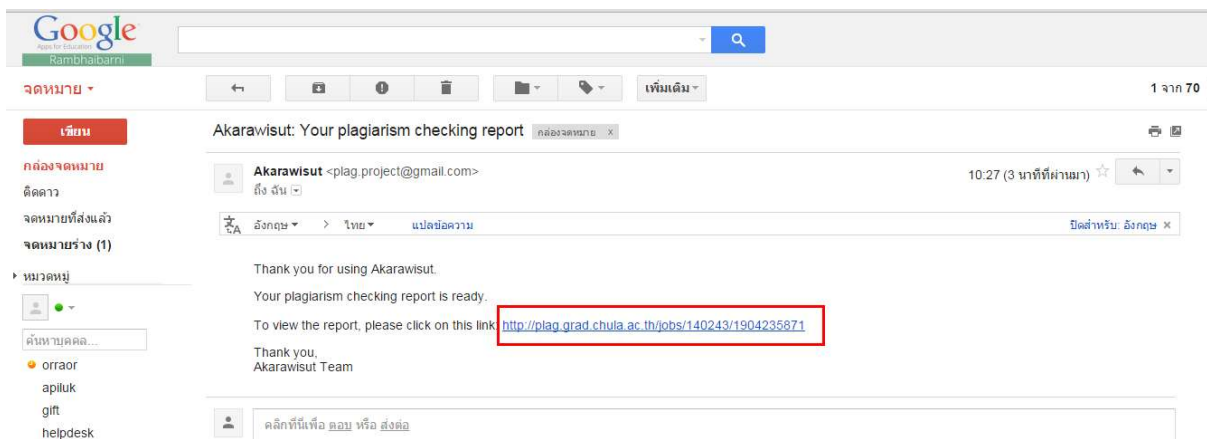 Google
Apps for Education
Rambhaibarni
จดหมาย
เพิ่มเติม
1 จาก 70
เขียน
Akarawisut: Your plagiarism checking report กล่องจดหมาย x
กล่องจดหมาย
ติดดาว
จดหมายที่ส่งแล้ว
จดหมายร่าง (1)
หมวดหมู่
ค้นหาบุคคล...
orraor
apiluk
gift
helpdesk
Akarawisut <plag.project@gmail.com>
10:27 (3 นาทีที่ผ่านมา)
ถึง ฉัน
อังกฤษ > ไทย แปลข้อความ
ปิดสำหรับ: อังกฤษ x
Thank you for using Akarawisut.
Your plagiarism checking report is ready.
To view the report, please click on this link: http://plag.grad.chula.ac.th/jobs/140243/1904235871
Thank you,
Akarawisut Team
คลิกที่นี่เพื่อ ตอบ หรือ ส่งต่อ